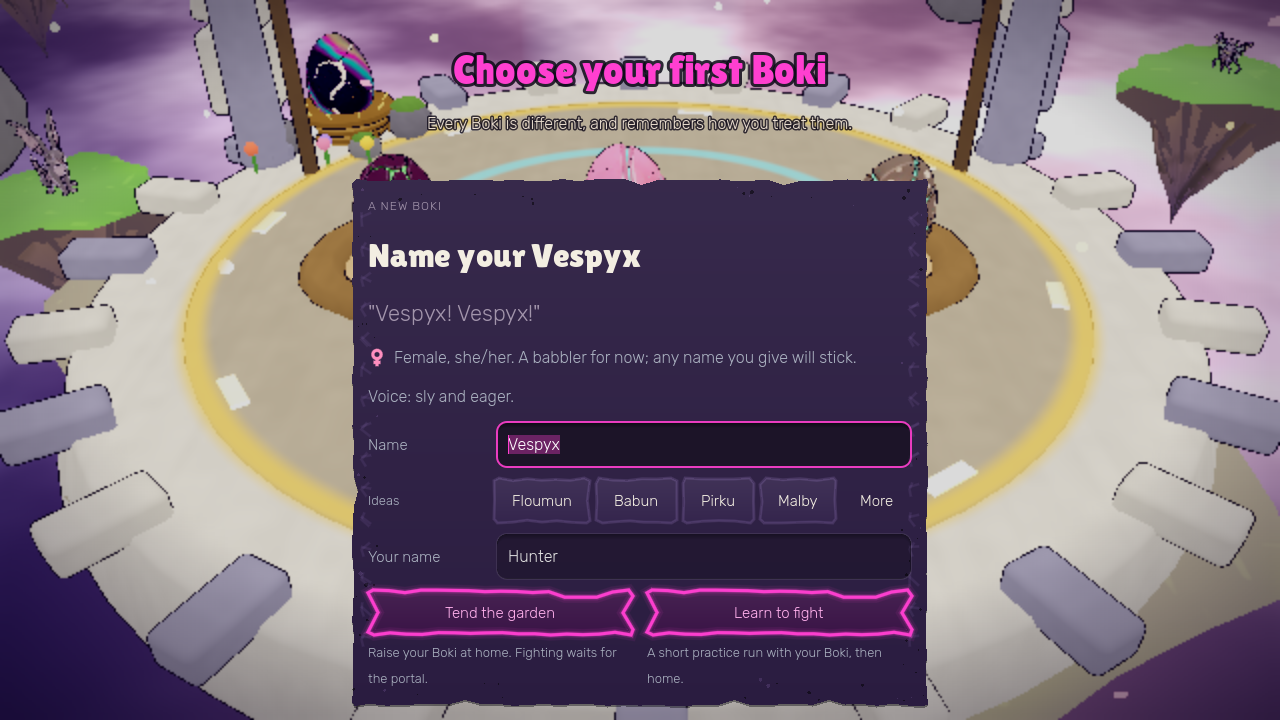 Choose your first Boki
Every Boki is different, and remembers how you treat them.
A NEW BOKI
Name your Vespyx
"Vespyx! Vespyx!"
Female, she/her. A babbler for now; any name you give will stick.
Voice: sly and eager.
Name
Vespyx
Ideas
Floumun
Babun
Pirku
Malby
More
Your name
Hunter
Tend the garden
Learn to fight
Raise your Boki at home. Fighting waits for
the portal.
A short practice run with your Boki, then
home.